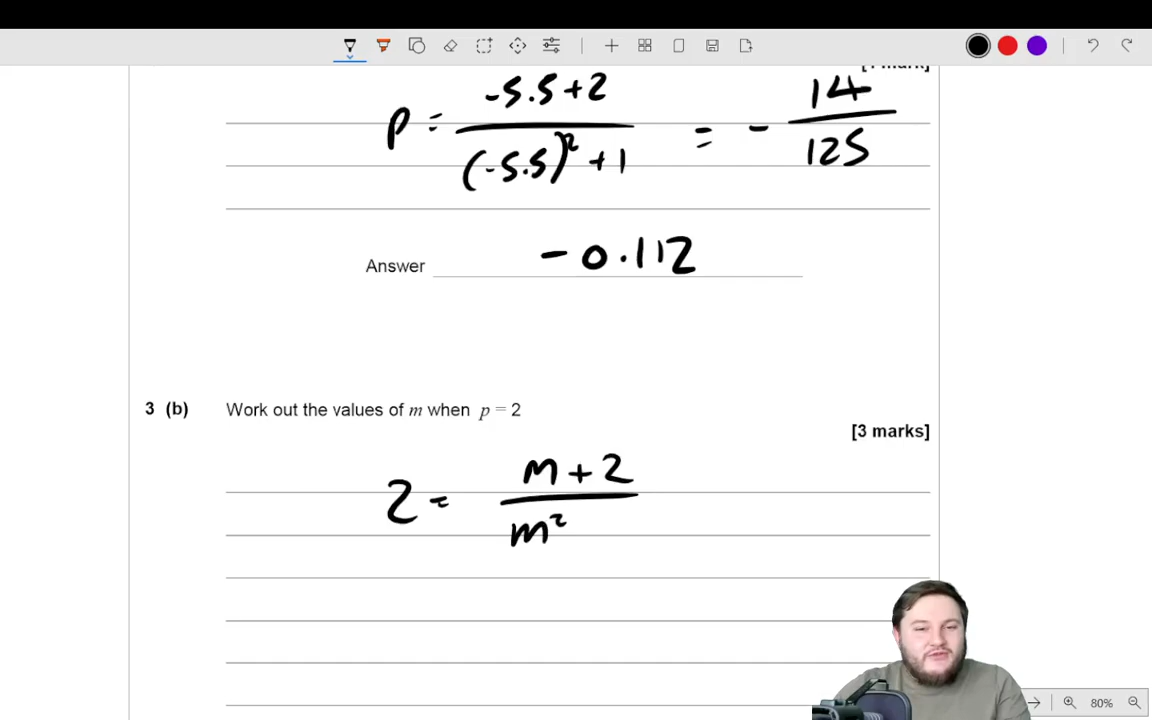 p = -5.5+2 / (-5.5)² + 1 = - 14 / 125
Answer -0.112
3 (b) Work out the values of m when p = 2
[3 marks]
2 = m + 2 / m²
80%